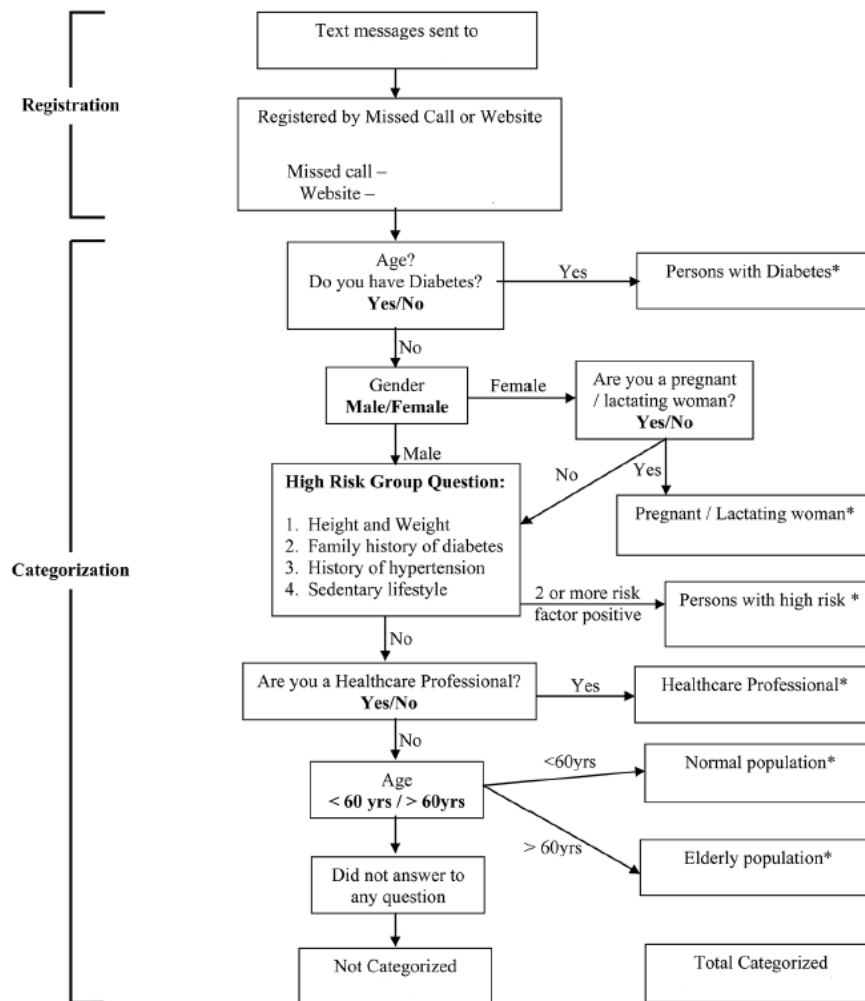 Text messages sent to
Registration
Registered by Missed Call or Website
Missed call –
Website –
Age?
Do you have Diabetes?
Yes/No
Yes
Persons with Diabetes*
No
Gender
Male/Female
Female
Are you a pregnant
/ lactating woman?
Yes/No
Male
No
Yes
High Risk Group Question:
1. Height and Weight
2. Family history of diabetes
3. History of hypertension
4. Sedentary lifestyle
Pregnant / Lactating woman*
Categorization
2 or more risk
factor positive
Persons with high risk *
No
Are you a Healthcare Professional?
Yes/No
Yes
Healthcare Professional*
No
Age
< 60 yrs / > 60yrs
<60yrs
Normal population*
> 60yrs
Elderly population*
Did not answer to
any question
Not Categorized
Total Categorized